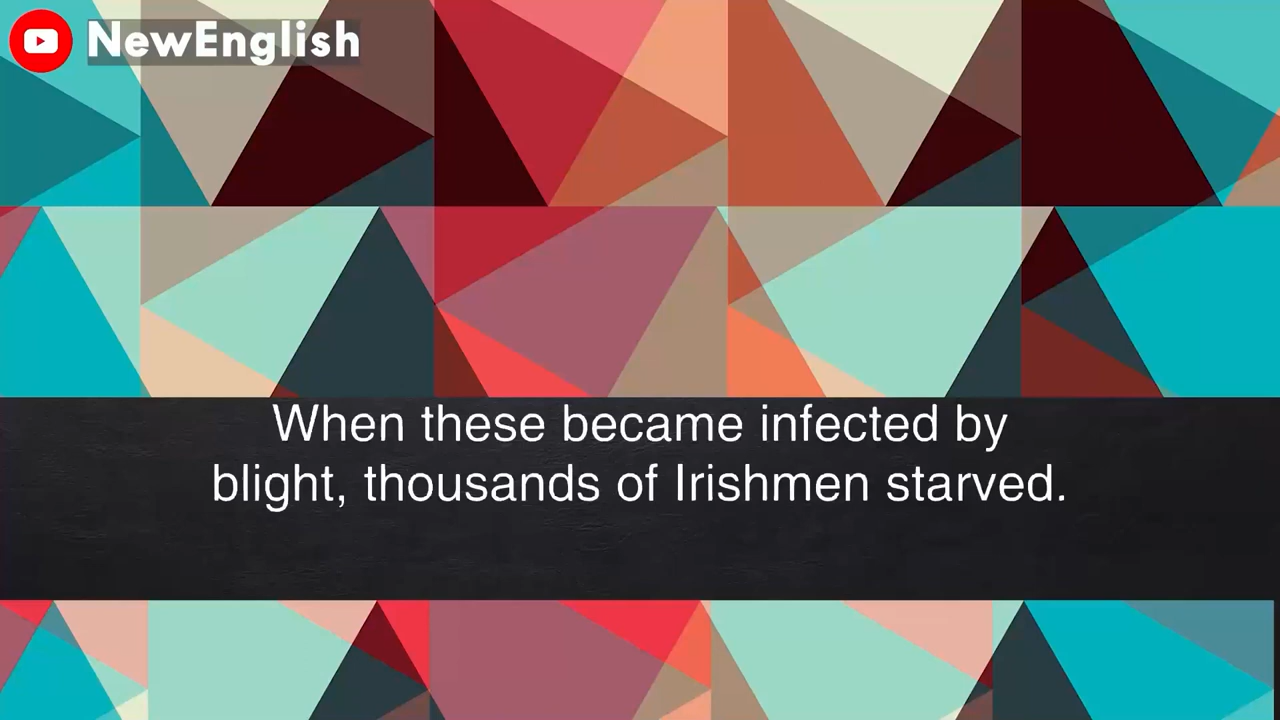 NewEnglish
When these became infected by
blight, thousands of Irishmen starved.